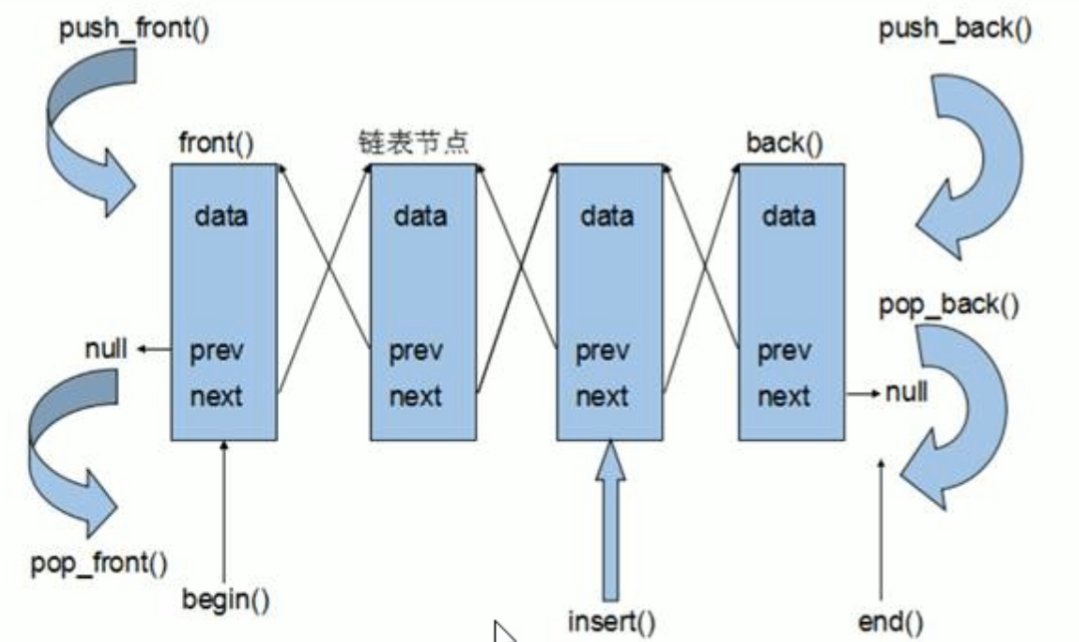 push_front()
push_back()
front()
链表节点
back()
data
data
data
data
pop_back()
null
prev
prev
prev
prev
next
next
next
next
null
pop_front()
begin()
insert()
end()